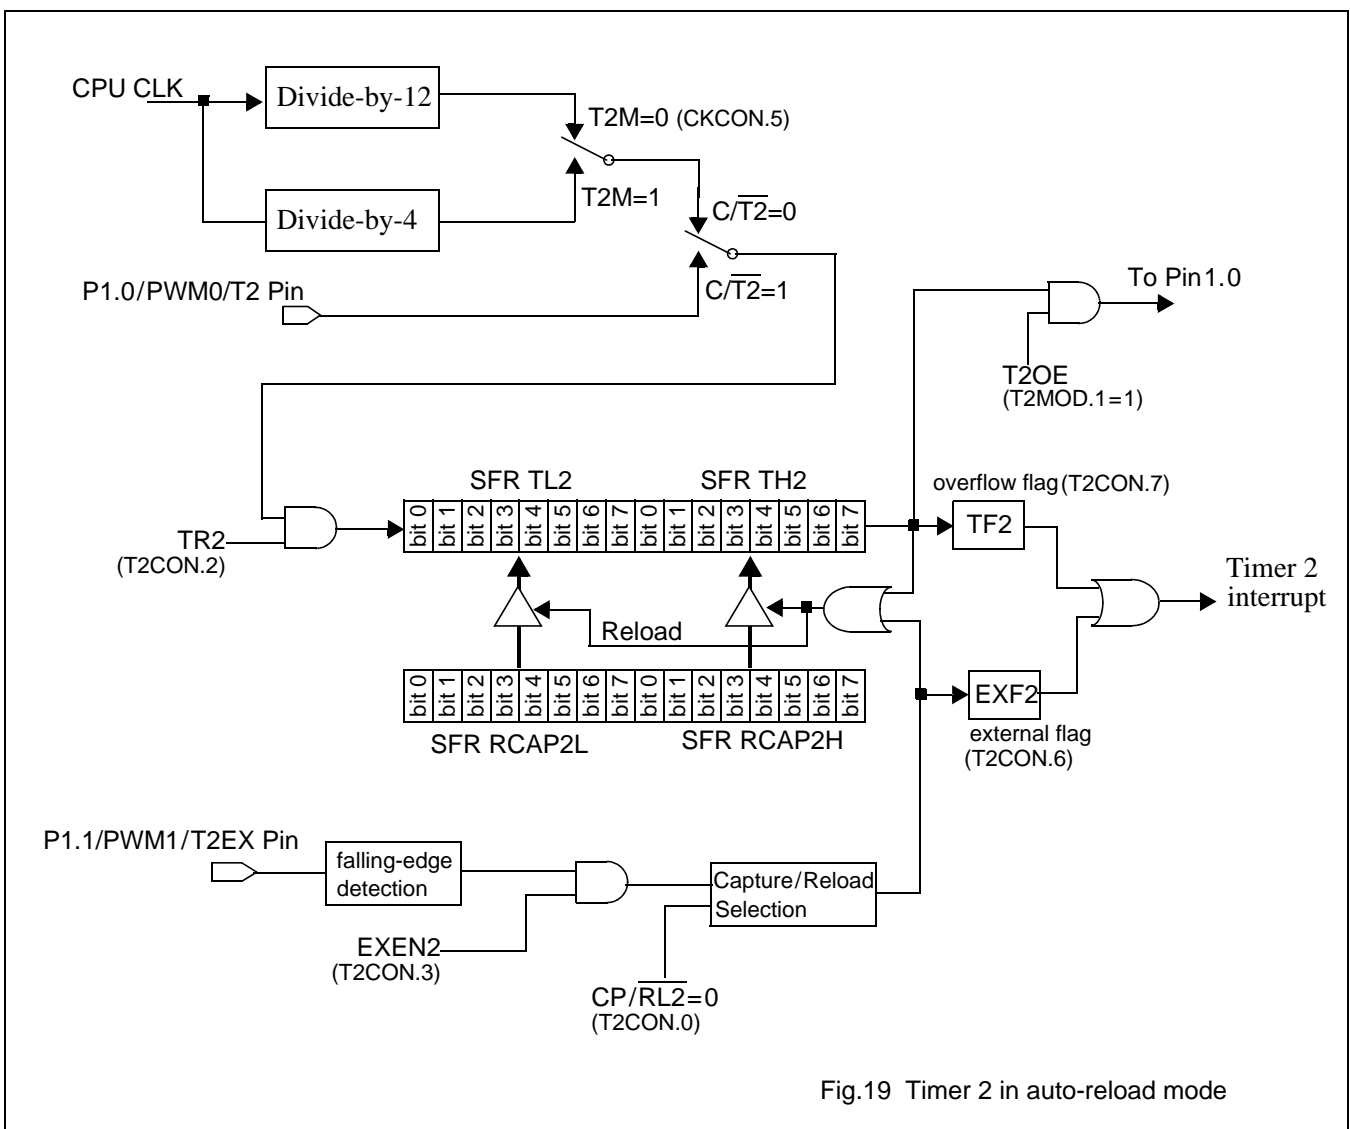 CPU CLK
Divide-by-12
T2M=0 (CKCON.5)
T2M=1
Divide-by-4
C/T2=0
P1.0/PWM0/T2 Pin
C/T2=1
To Pin1.0
T2OE
(T2MOD.1=1)
SFR TL2
SFR TH2
overflow flag(T2CON.7)
bit 0 bit 1 bit 2 bit 3 bit 4 bit 5 bit 6 bit 7 bit 0 bit 1 bit 2 bit 3 bit 4 bit 5 bit 6 bit 7
TF2
TR2
(T2CON.2)
Timer 2
interrupt
Reload
bit 0 bit 1 bit 2 bit 3 bit 4 bit 5 bit 6 bit 7 bit 0 bit 1 bit 2 bit 3 bit 4 bit 5 bit 6 bit 7
EXF2
SFR RCAP2L
SFR RCAP2H
external flag
(T2CON.6)
P1.1/PWM1/T2EX Pin
falling-edge
detection
Capture/Reload
Selection
EXEN2
(T2CON.3)
CP/RL2=0
(T2CON.0)
Fig.19 Timer 2 in auto-reload mode